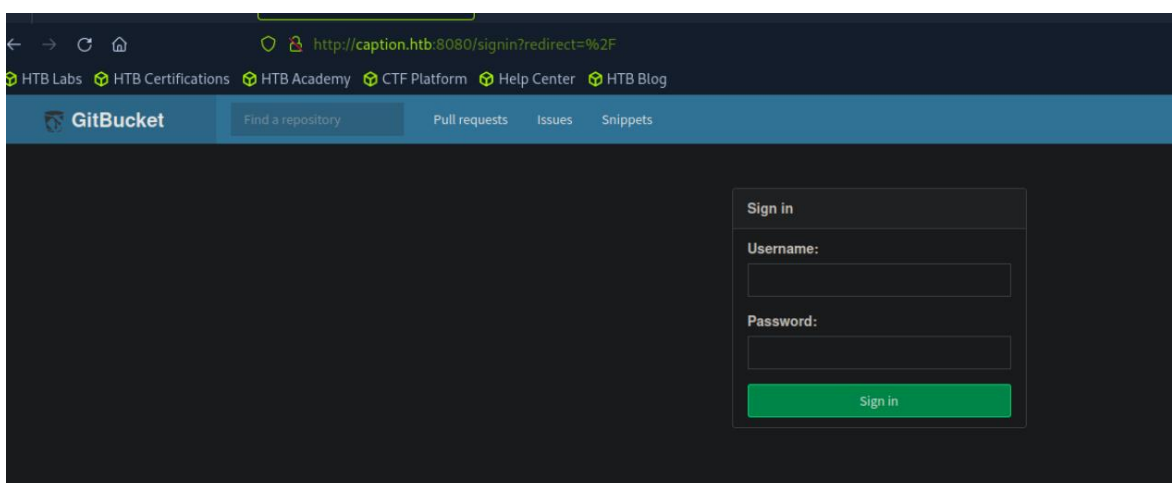 http://caption.htb:8080/signin?redirect=%2F
HTB Labs HTB Certifications HTB Academy CTF Platform Help Center HTB Blog
GitBucket Find a repository Pull requests Issues Snippets
Sign in
Username:
Password:
Sign in